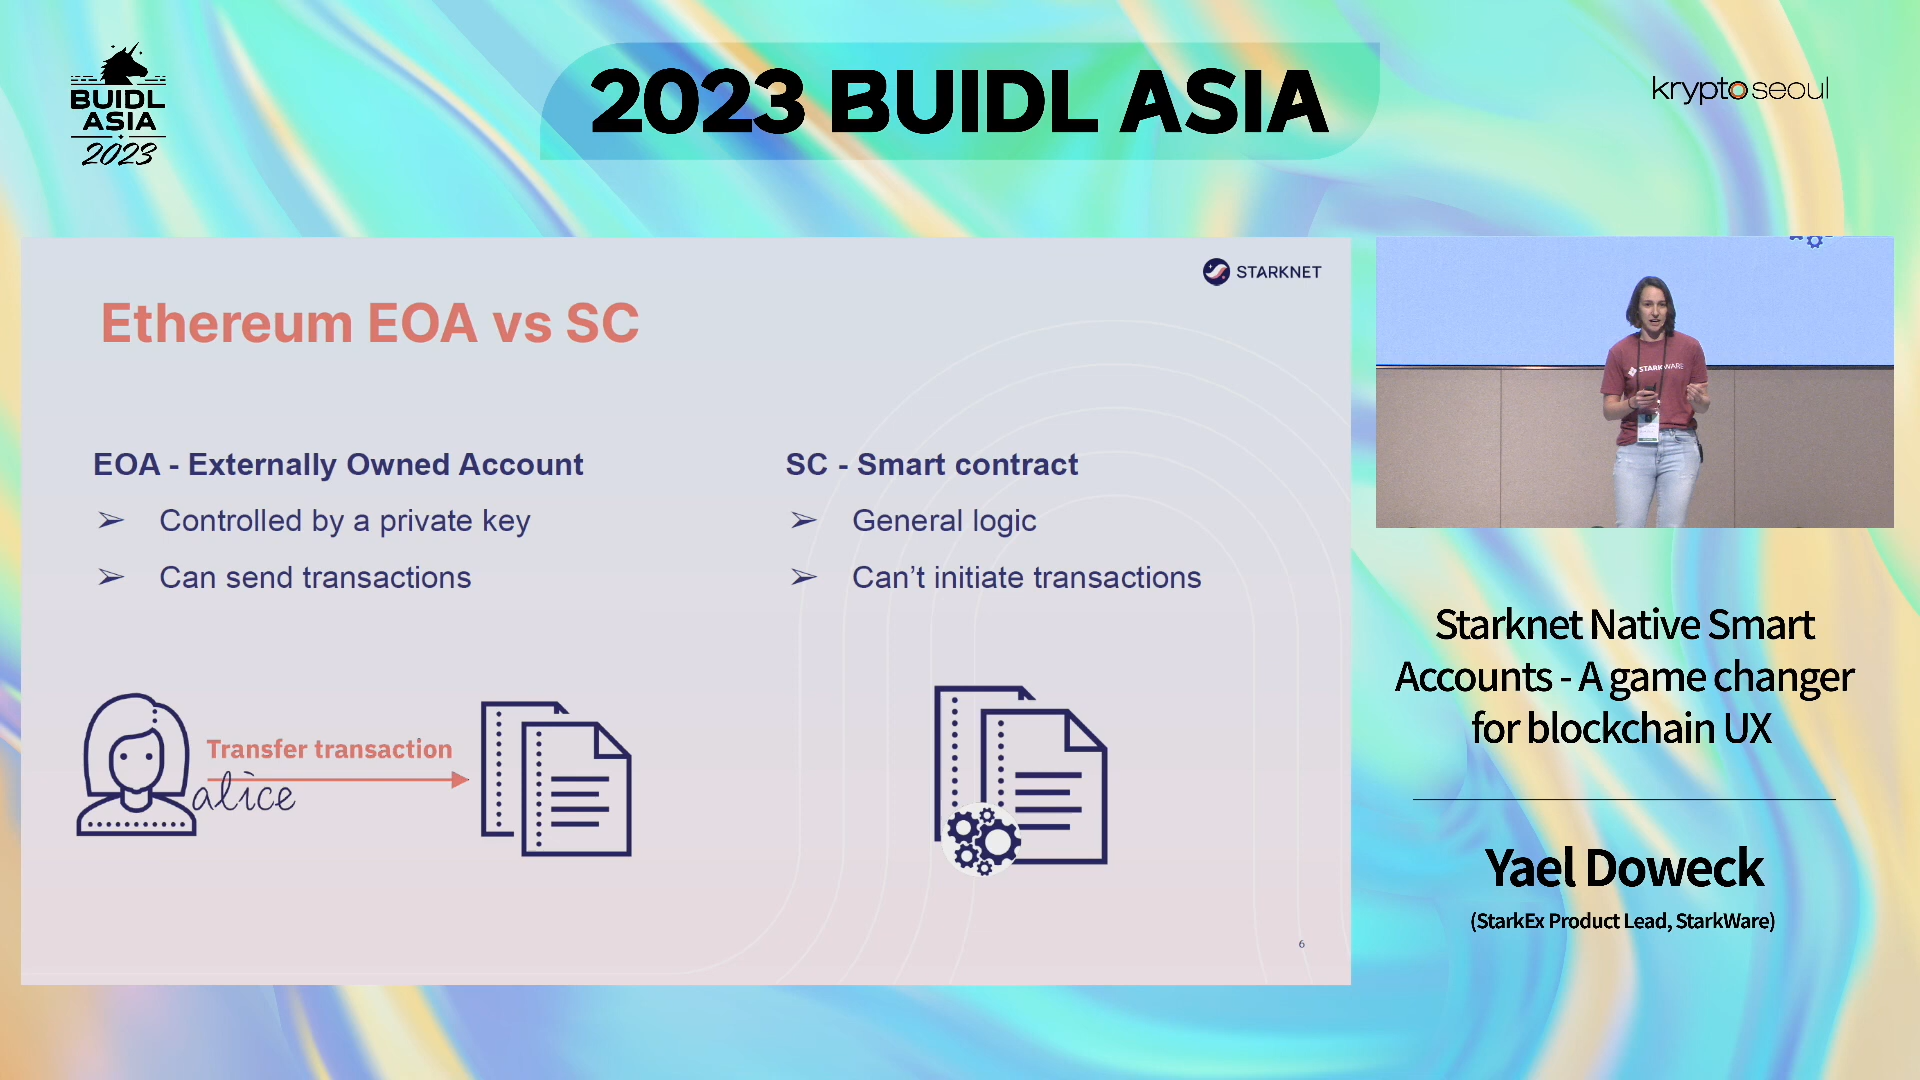 BUIDL
ASIA
2023
2023 BUIDL ASIA
kryptoseoul
STARKNET
Ethereum EOA vs SC
EOA - Externally Owned Account
➢ Controlled by a private key
➢ Can send transactions
SC - Smart contract
➢ General logic
➢ Can’t initiate transactions
Transfer transaction
alice
6
STARKWARE
Starknet Native Smart
Accounts - A game changer
for blockchain UX
Yael Doweck
(StarkEx Product Lead, StarkWare)